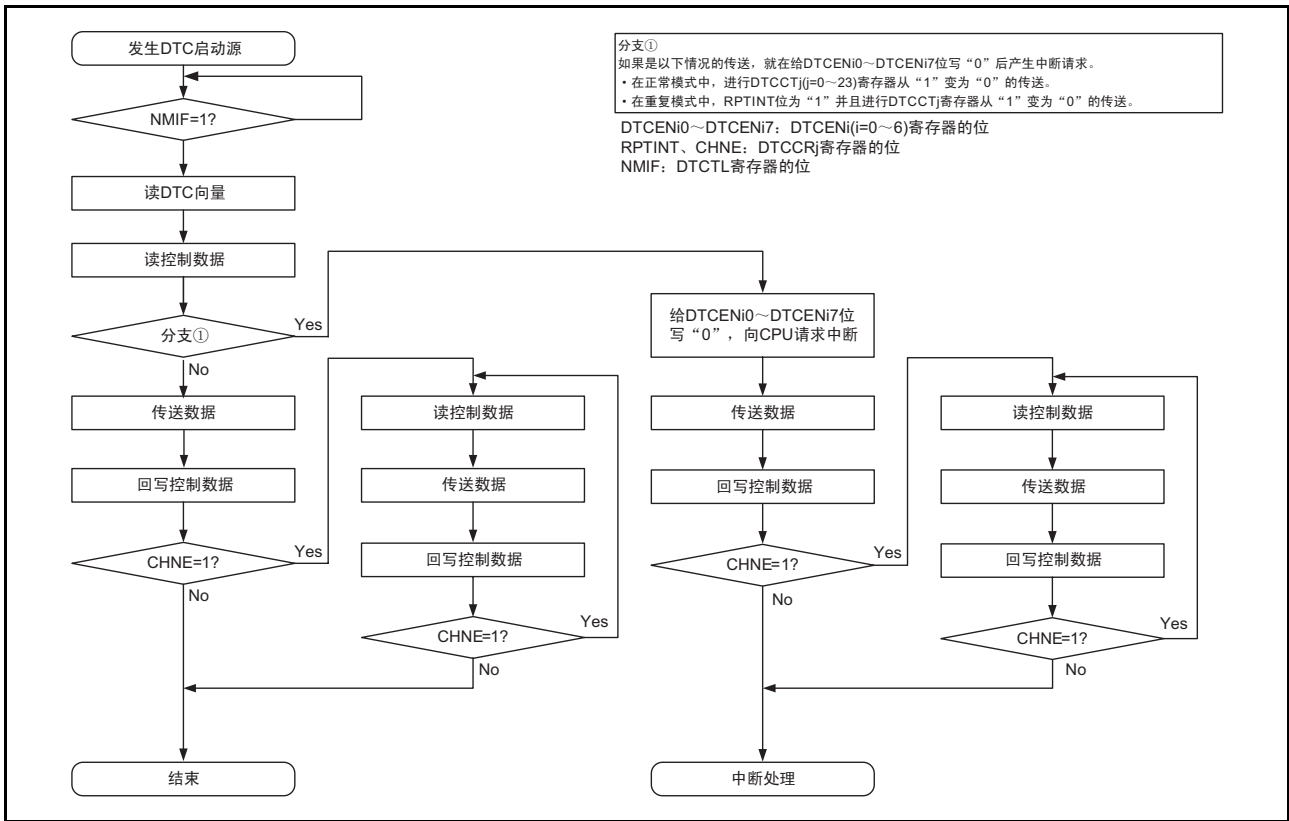 发生DTC启动源
NMIF=1?
读DTC向量
读控制数据
分支①
Yes
No
传送数据
回写控制数据
CHNE=1?
Yes
No
结束
读控制数据
传送数据
回写控制数据
CHNE=1?
Yes
No
分支①
如果是以下情况的传送，就在给DTCENi0～DTCENi7位写“0”后产生中断请求。
・在正常模式中，进行DTCCTj(j=0～23)寄存器从“1”变为“0”的传送。
・在重复模式中，RPTINT位为“1”并且进行DTCCTj寄存器从“1”变为“0”的传送。
DTCENi0～DTCENi7：DTCENi(i=0～6)寄存器的位
RPTINT、CHNE：DTCCRj寄存器的位
NMIF：DTCTL寄存器的位
给DTCENi0～DTCENi7位
写“0”，向CPU请求中断
传送数据
回写控制数据
CHNE=1?
Yes
No
中断处理
读控制数据
传送数据
回写控制数据
CHNE=1?
Yes
No